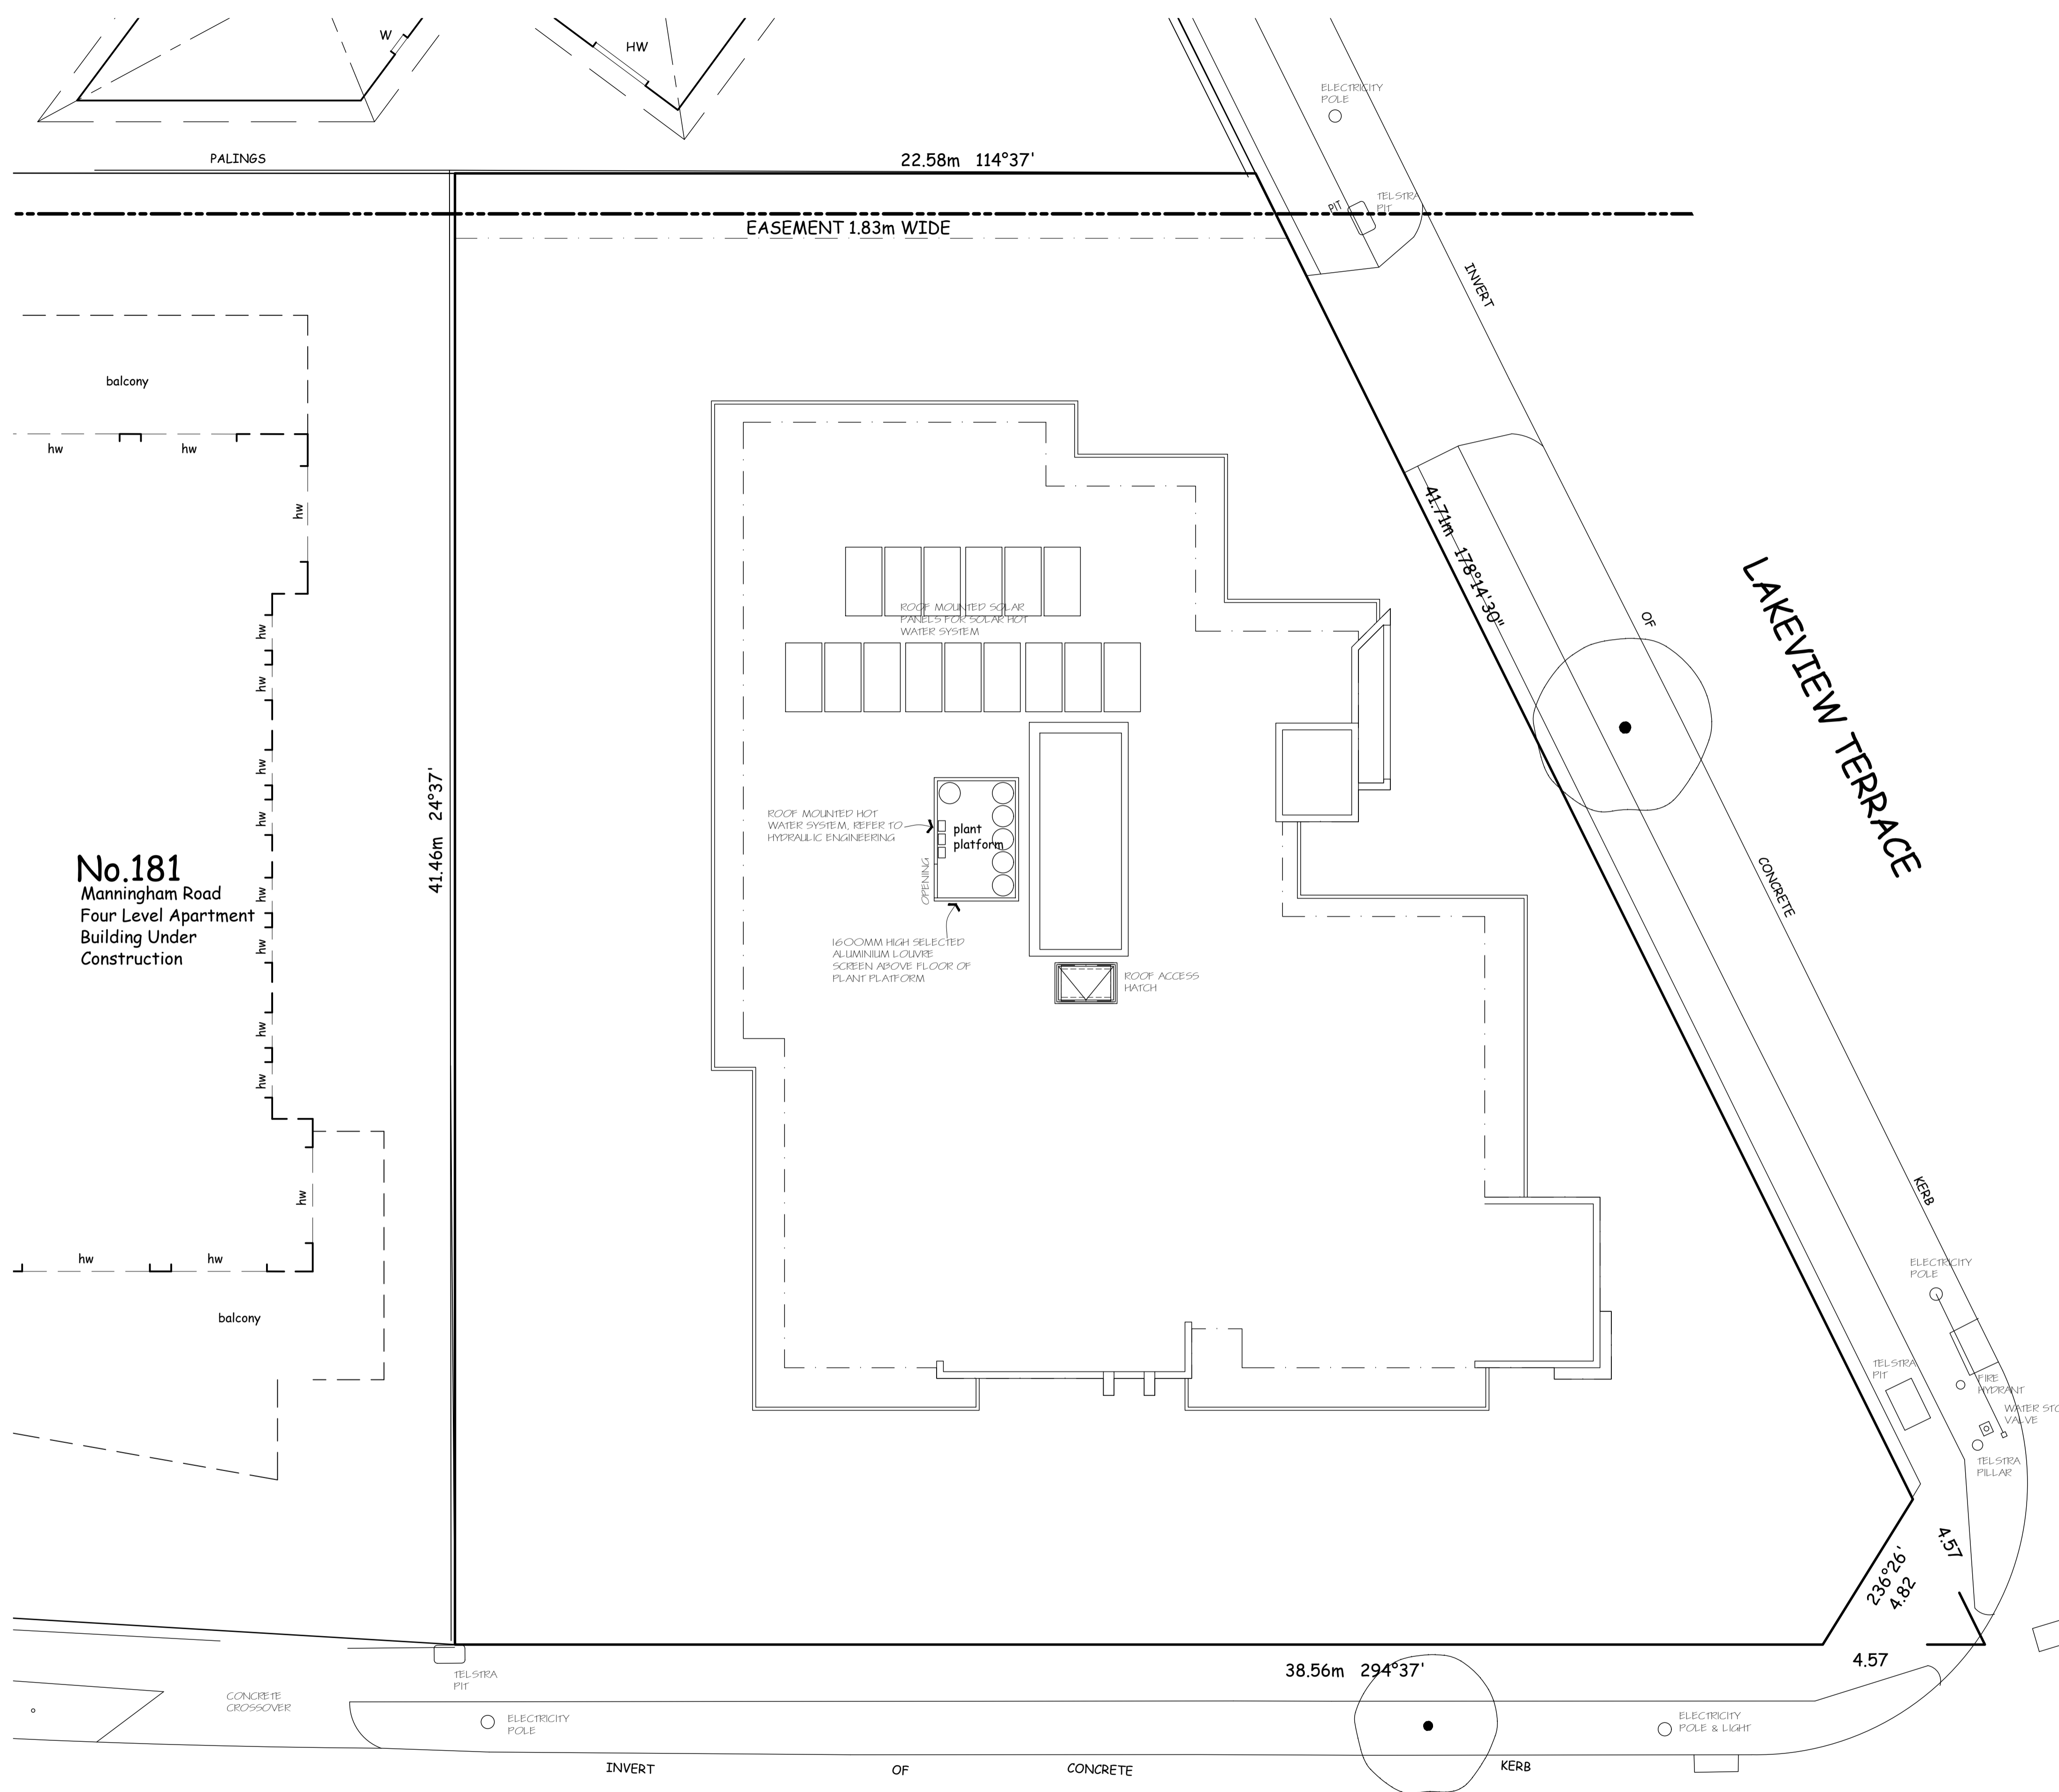 W
HW
ELECTRICITY
POLE
PALINGS
22.58m 114°37'
TELSTRA
PIT
PIT
EASEMENT 1.83m WIDE
INVERT
balcony
hw
hw
hw
41.71m 178°14'30"
LAKEVIEW TERRACE
ROOF MOUNTED SOLAR
PANELS FOR SOLAR HOT
WATER SYSTEM
OF
hw
hw
hw
hw
41.46m 24°37'
ROOF MOUNTED HOT
WATER SYSTEM, REFER TO
HYDRAULIC ENGINEERING
plant
platform
OPENING
No.181
Manningham Road
Four Level Apartment
Building Under
Construction
hw
hw
CONCRETE
1600MM HIGH SELECTED
ALUMINIUM LOUVRE
SCREEN ABOVE FLOOR OF
PLANT PLATFORM
ROOF ACCESS
HATCH
hw
hw
hw
KERB
hw
hw
balcony
ELECTRICITY
POLE
TELSTRA
PIT
FIRE
HYDRANT
WATER STO
VALVE
TELSTRA
PILLAR
4.57
236°26'
4.82
4.57
38.56m 294°37'
TELSTRA
PIT
CONCRETE
CROSSOVER
ELECTRICITY
POLE
ELECTRICITY
POLE & LIGHT
INVERT
OF
CONCRETE
KERB